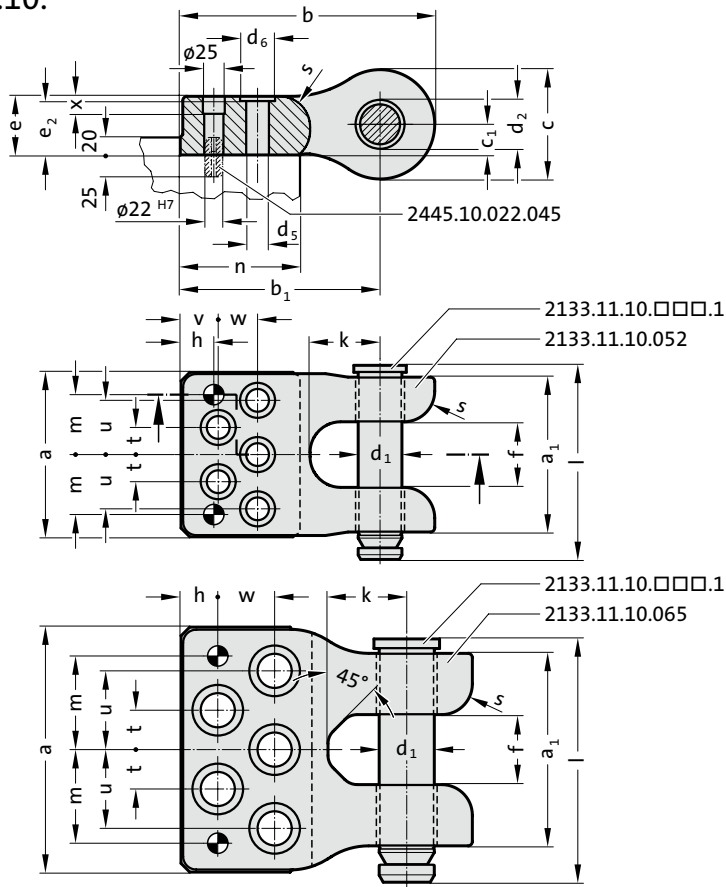 .10.
b
d₆
ø25
s
x
e₂
e
20
25
ø22 H7
d₅
n
b₁
c₁
d₂
c
2445.10.022.045
v w
h
k
2133.11.10.□□□.1
2133.11.10.052
s
a
m
m
u
u
t
t
d₁
f
a₁
l
h w k
2133.11.10.□□□.1
2133.11.10.065
45°
s
a
m
m
u
u
t
t
d₁
f
a₁
l